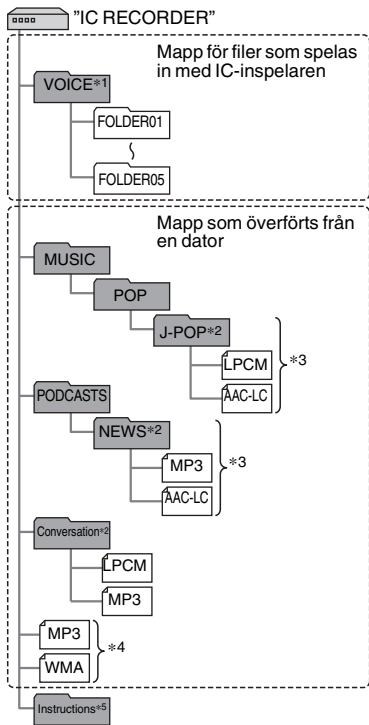 "IC RECORDER"
Mapp för filer som spelas
in med IC-inspelaren
VOICE*1
FOLDER01
FOLDER05
Mapp som överförts från
en dator
MUSIC
POP
J-POP*2
LPCM
*3
AAC-LC
PODCASTS
NEWS*2
*3
MP3
AAC-LC
Conversation*2
LPCM
MP3
MP3
*4
WMA
Instructions*5